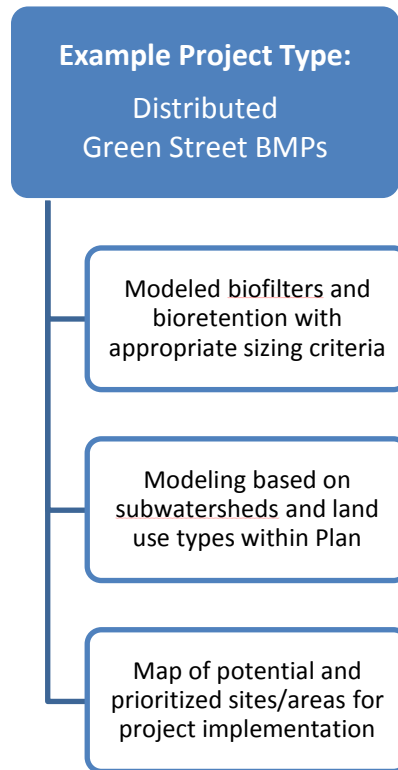 Example Project Type:
Distributed
Green Street BMPs
Modeled biofilters and
bioretention with
appropriate sizing criteria
Modeling based on
subwatersheds and land
use types within Plan
Map of potential and
prioritized sites/areas for
project implementation